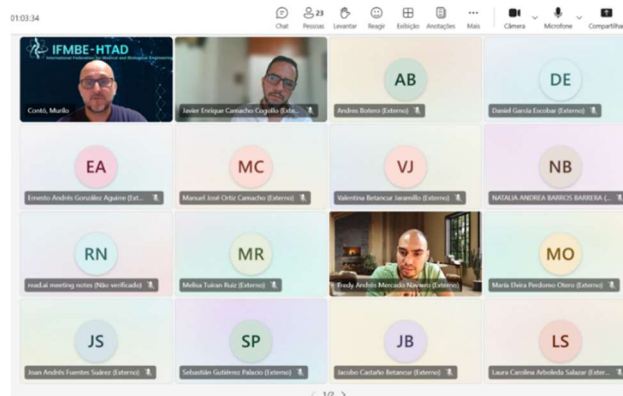 01:03:34
23
Chat Pessoas Levantar Reagir Exibição Anotações Mais Câmera Microfone Compartilhar
IFMBE-HTAD
International Federation for Medical and Biological Engineering
Contó, Murilo
Javier Enrique Camacho Cogollo (Exte...
AB
Andres Botero (Externo)
DE
Daniel García Escobar (Externo)
EA
Ernesto Andrés González Aguirre (Ext...
MC
Manuel José Ortiz Camacho (Externo)
VJ
Valentina Betancur Jaramillo (Externo)
NB
NATALIA ANDREA BARROS BARRERA (...
RN
read.ai meeting notes (Não verificado)
MR
Melisa Tuiran Ruiz (Externo)
Fredy Andrés Mercado Navarro (Externo)
MO
María Elvira Perdomo Otero (Externo)
JS
Joan Andrés Fuentes Suárez (Externo)
SP
Sebastián Gutiérrez Palacio (Externo)
JB
Jacobo Castaño Betancur (Externo)
LS
Laura Carolina Arboleda Salazar (Exter...
< 1/2 >